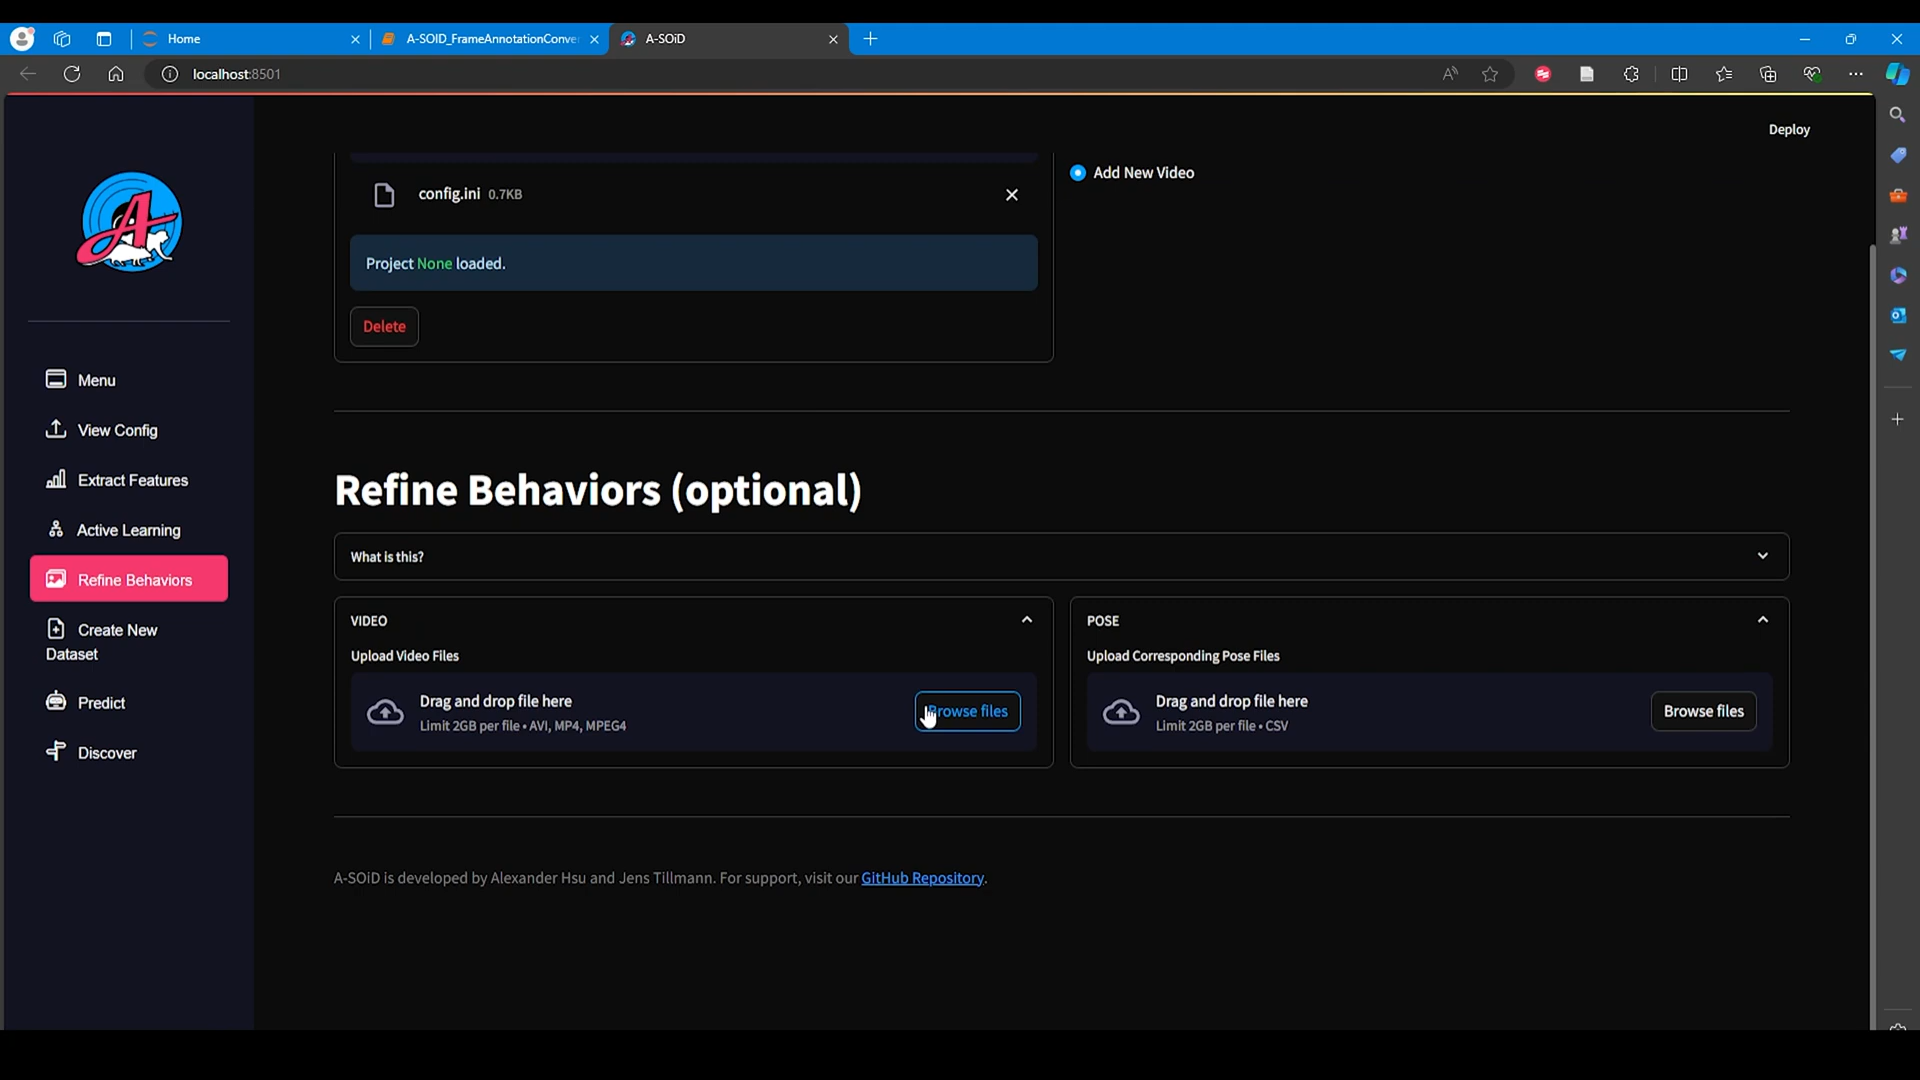 Home
A-SOID_FrameAnnotationConve
A-SOiD
localhost:8501
Deploy
config.ini 0.7KB
Add New Video
Project None loaded.
Delete
Menu
View Config
Extract Features
Active Learning
Refine Behaviors
Create New
Dataset
Predict
Discover
Refine Behaviors (optional)
What is this?
VIDEO
Upload Video Files
Drag and drop file here
Limit 2GB per file • AVI, MP4, MPEG4
Browse files
POSE
Upload Corresponding Pose Files
Drag and drop file here
Limit 2GB per file • CSV
Browse files
A-SOiD is developed by Alexander Hsu and Jens Tillmann. For support, visit our GitHub Repository.